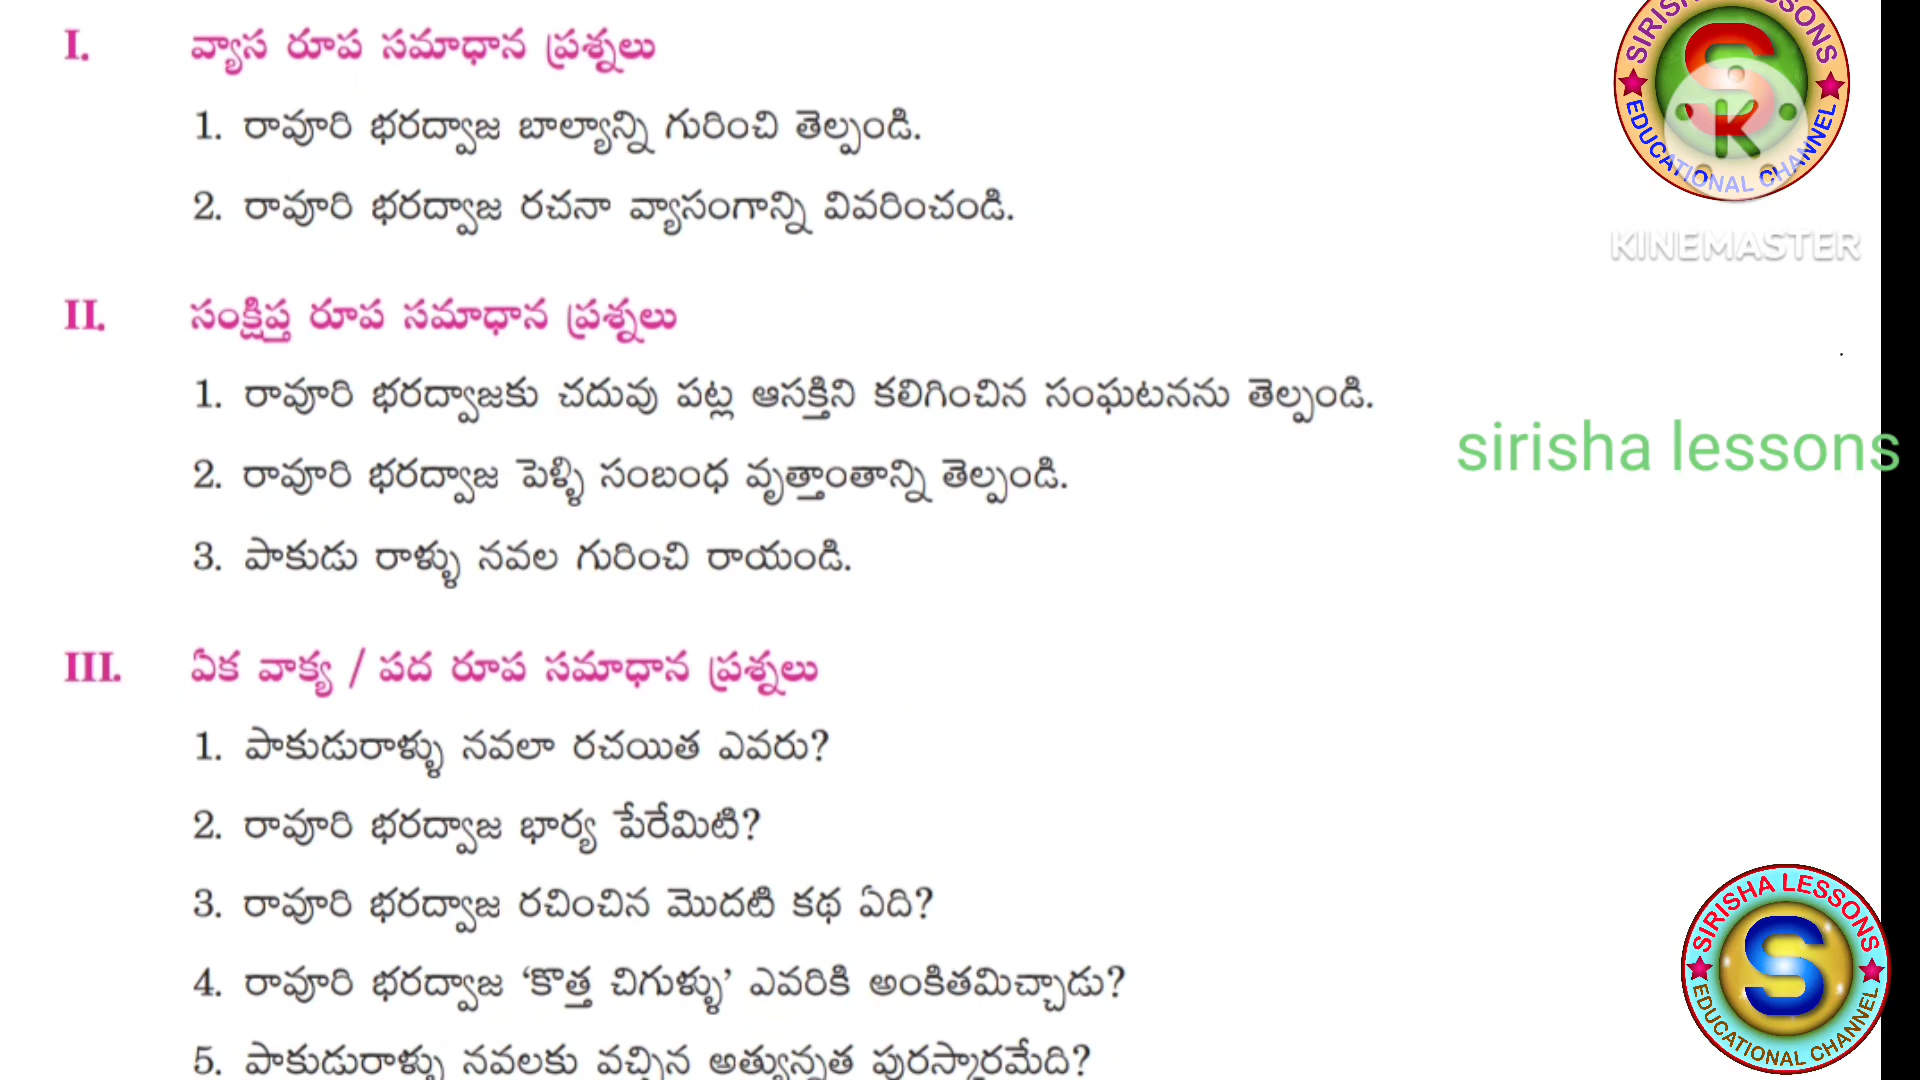 I. వ్యాస రూప సమాధాన ప్రశ్నలు
1. రావూరి భరద్వాజ బాల్యాన్ని గురించి తెల్పండి.
2. రావూరి భరద్వాజ రచనా వ్యాసంగాన్ని వివరించండి.
II. సంక్షిప్త రూప సమాధాన ప్రశ్నలు
1. రావూరి భరద్వాజకు చదువు పట్ల ఆసక్తిని కలిగించిన సంఘటనను తెల్పండి.
2. రావూరి భరద్వాజ పెళ్ళి సంబంధ వృత్తాంతాన్ని తెల్పండి.
3. పాకుడు రాళ్ళు నవల గురించి రాయండి.
III. ఏక వాక్య / పద రూప సమాధాన ప్రశ్నలు
1. పాకుడురాళ్ళు నవలా రచయిత ఎవరు?
2. రావూరి భరద్వాజ భార్య పేరేమిటి?
3. రావూరి భరద్వాజ రచించిన మొదటి కథ ఏది?
4. రావూరి భరద్వాజ ‘కొత్త చిగుళ్ళు’ ఎవరికి అంకితమిచ్చాడు?
5. పాకుడురాళ్ళు నవలకు వచ్చిన అత్యున్నత పురస్కారమేది?
S
K
EDUCATIONAL CHANNEL
KINEMASTER
sirisha lessons
SIRISHA LESSONS
S
EDUCATIONAL CHANNEL